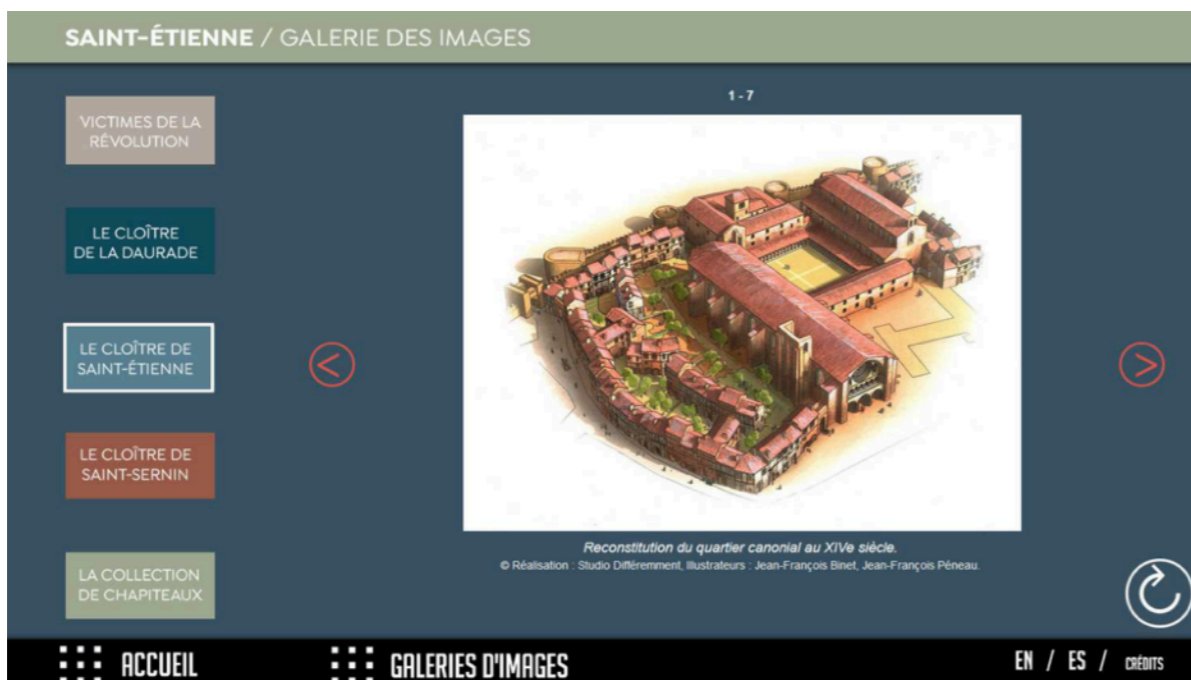 SAINT-ÉTIENNE / GALERIE DES IMAGES
VICTIMES DE LA
RÉVOLUTION
LE CLOÎTRE
DE LA DAURADE
LE CLOÎTRE DE
SAINT-ÉTIENNE
LE CLOÎTRE DE
SAINT-SERNIN
LA COLLECTION
DE CHAPITEAUX
1 - 7
<
>
Reconstitution du quartier canonial au XIVe siècle.
© Réalisation : Studio Différemment, Illustrateurs : Jean-François Binet, Jean-François Péneau.
ACCUEIL
GALERIES D'IMAGES
EN / ES / CRÉDITS